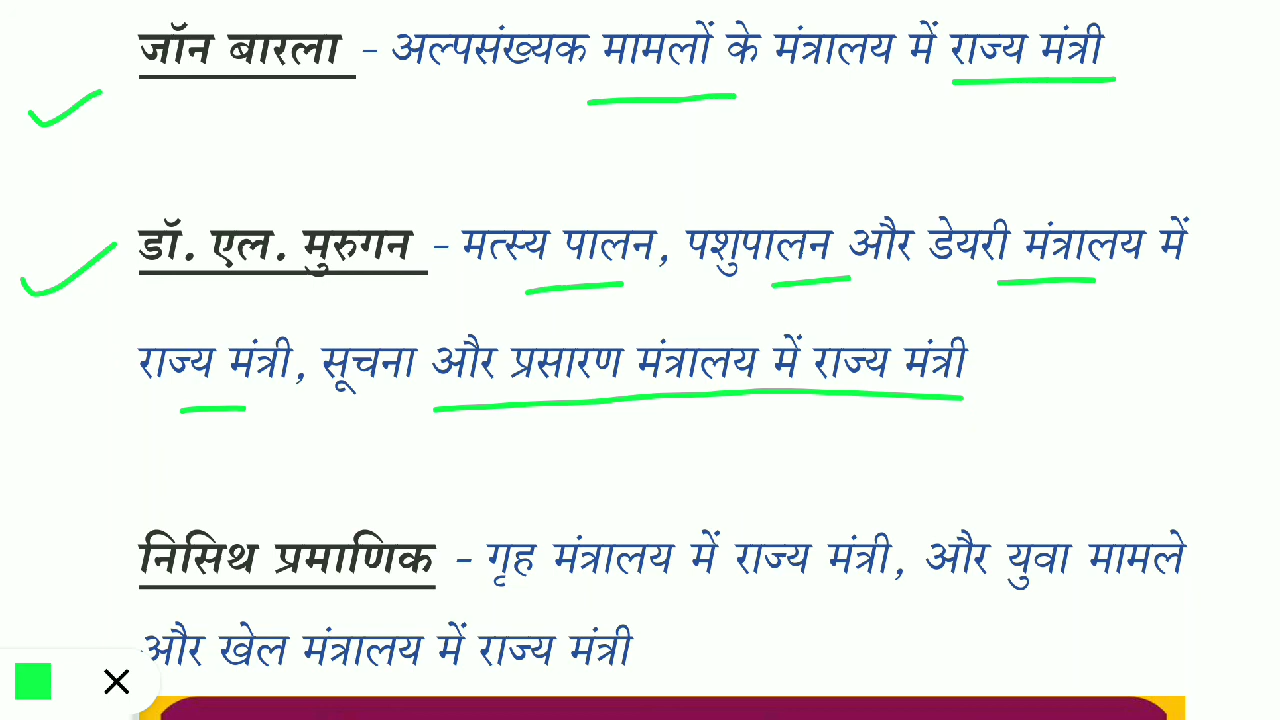 जॉन बारला - अल्पसंख्यक मामलों के मंत्रालय में राज्य मंत्री
डॉ. एल. मुरुगन - मत्स्य पालन, पशुपालन और डेयरी मंत्रालय में
राज्य मंत्री, सूचना और प्रसारण मंत्रालय में राज्य मंत्री
निसिथ प्रमाणिक - गृह मंत्रालय में राज्य मंत्री, और युवा मामले
और खेल मंत्रालय में राज्य मंत्री